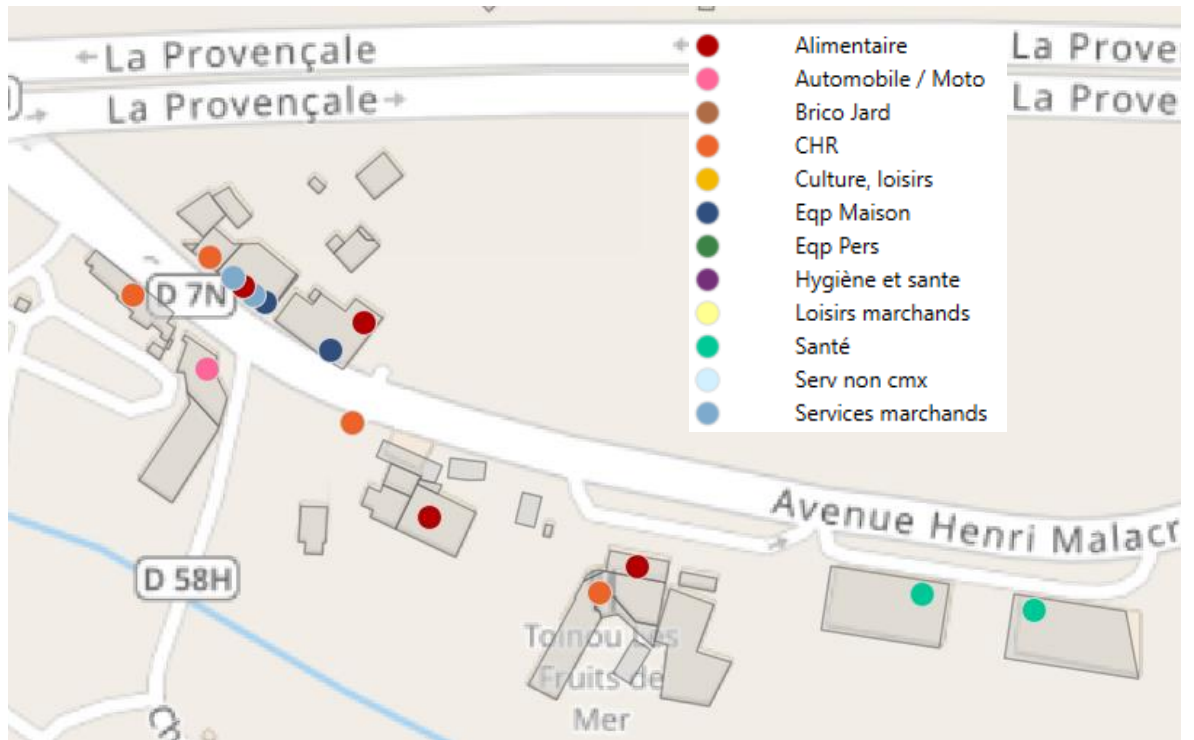 La Provençale
La Provençale
La Prove
La Prove
Alimentaire
Automobile / Moto
Brico Jard
CHR
Culture, loisirs
Eqp Maison
Eqp Pers
Hygiène et sante
Loisirs marchands
Santé
Serv non cmx
Services marchands
D 7N
Avenue Henri Malacr
D 58H
Toinou Les
Fruits de
Mer
Ch